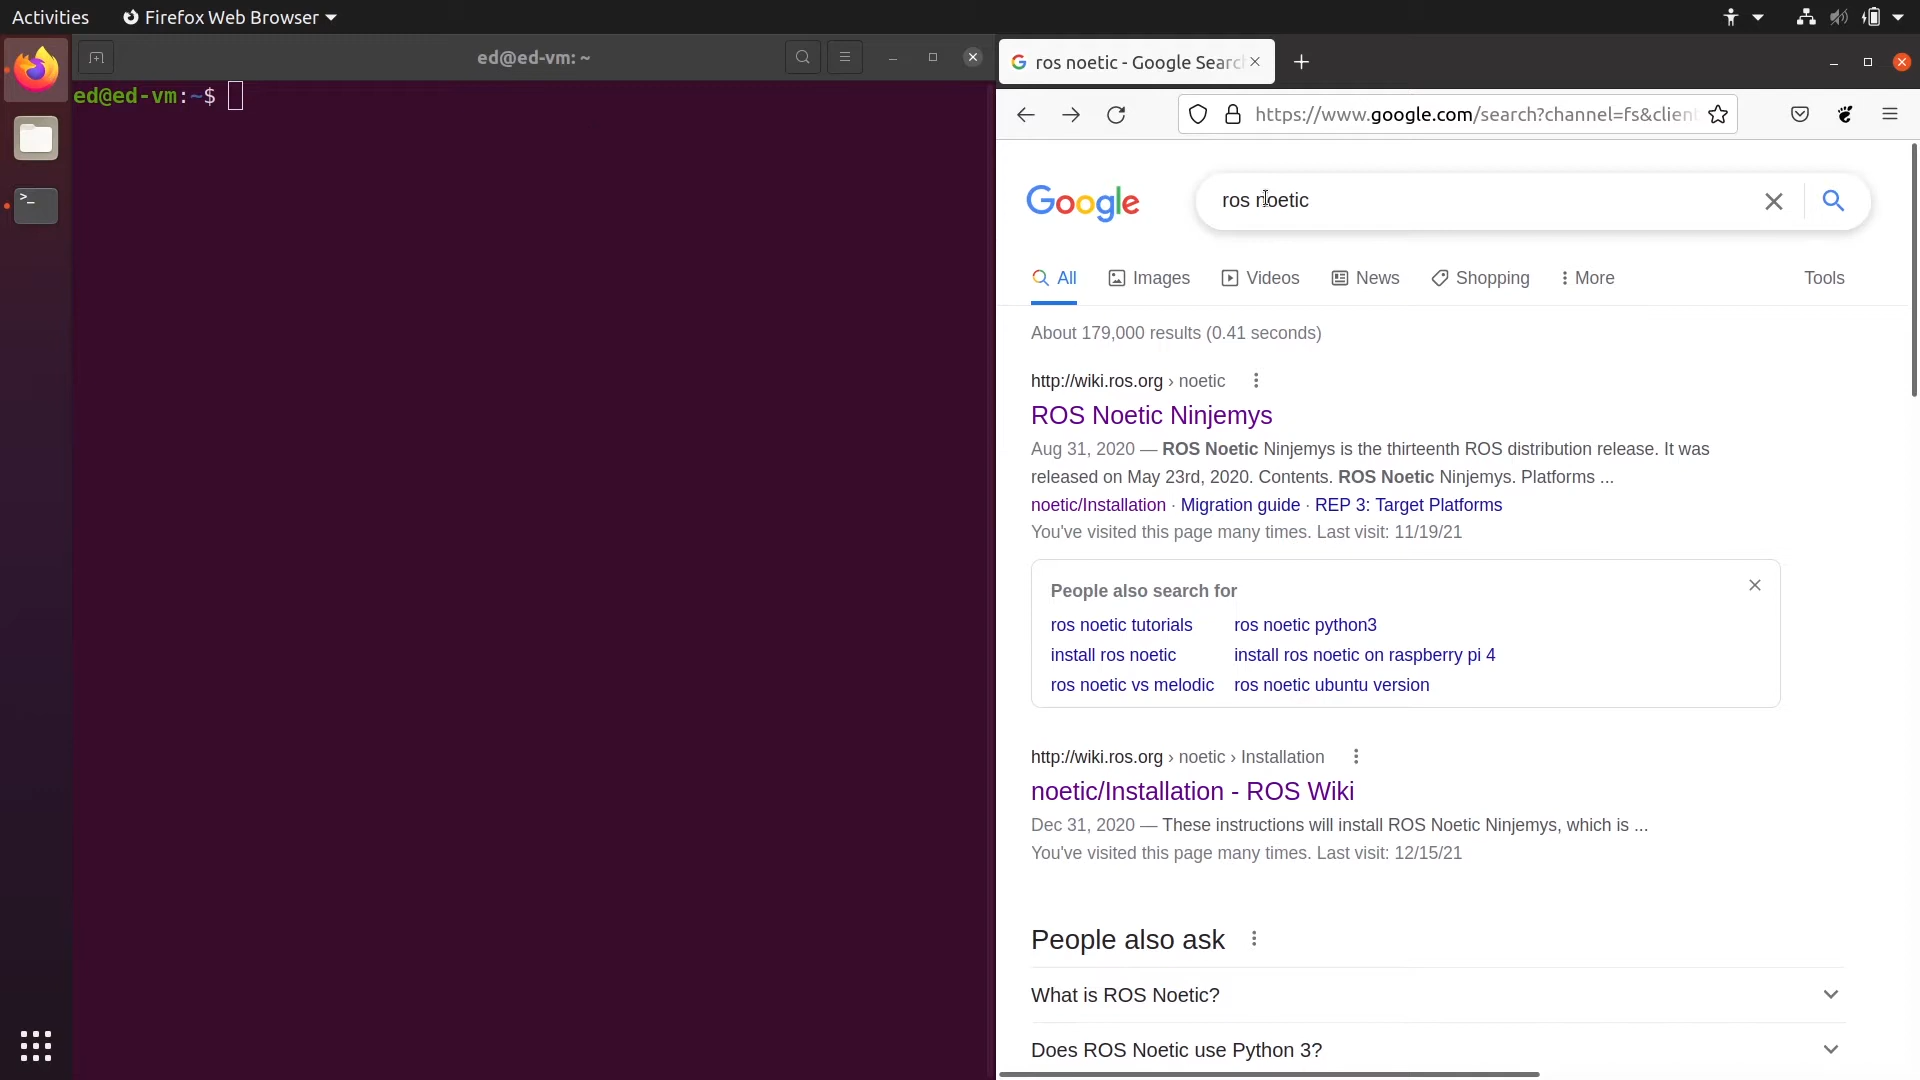 Activities
Firefox Web Browser
ed@ed-vm: ~
ed@ed-vm:~$
ros noetic - Google Searc
https://www.google.com/search?channel=fs&client
Google
ros noetic
All
Images
Videos
News
Shopping
More
Tools
About 179,000 results (0.41 seconds)
http://wiki.ros.org › noetic
ROS Noetic Ninjemys
Aug 31, 2020 — ROS Noetic Ninjemys is the thirteenth ROS distribution release. It was
released on May 23rd, 2020. Contents. ROS Noetic Ninjemys. Platforms ...
noetic/Installation · Migration guide · REP 3: Target Platforms
You've visited this page many times. Last visit: 11/19/21
People also search for
ros noetic tutorials
ros noetic python3
install ros noetic
install ros noetic on raspberry pi 4
ros noetic vs melodic
ros noetic ubuntu version
http://wiki.ros.org › noetic › Installation
noetic/Installation - ROS Wiki
Dec 31, 2020 — These instructions will install ROS Noetic Ninjemys, which is ...
You've visited this page many times. Last visit: 12/15/21
People also ask
What is ROS Noetic?
Does ROS Noetic use Python 3?